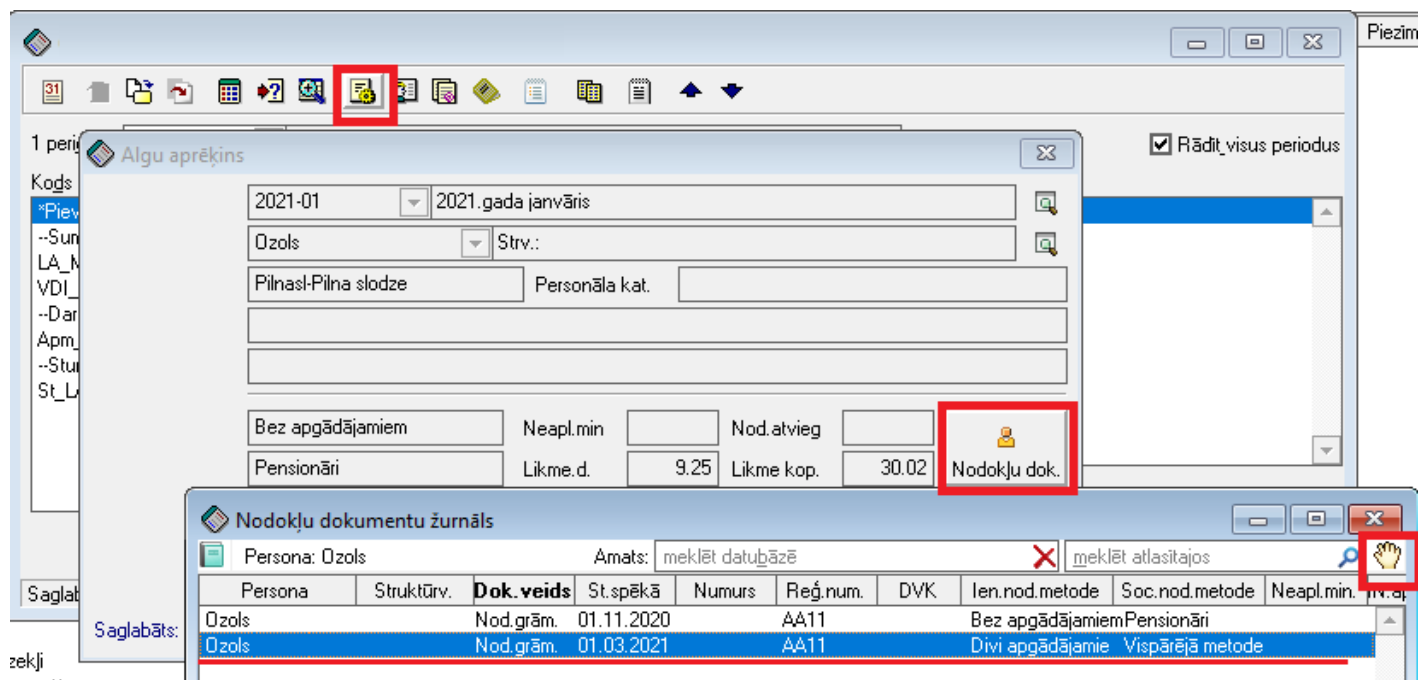 Piezīm
31
1 peri
Rādīt visus periodus
Algu aprēķins
Kods
*Piev
--Sum
LA_M
VDI_
--Dar
Apm_
--Stun
2021-01 2021.gada janvāris
Ozols Strv.:
Pilnasl-Pilna slodze Personāla kat.
Bez apgādājamiem Neapl.min Nod.atvieg
Pensionāri Likme.d. 9.25 Likme kop. 30.02 Nodokļu dok.
Nodokļu dokumentu žurnāls
Persona: Ozols Amats: meklēt datubāzē meklēt atlasītajos
Persona Struktūrv. Dok.veids St.spēkā Numurs Reģ.num. DVK Ien.nod.metode Soc.nod.metode Neapl.min.
Ozols Nod.grām. 01.11.2020 AA11 Bez apgādājamiem Pensionāri
Ozols Nod.grām. 01.03.2021 AA11 Divi apgādājamie Vispārējā metode
Saglab
Saglabāts:
zekļi